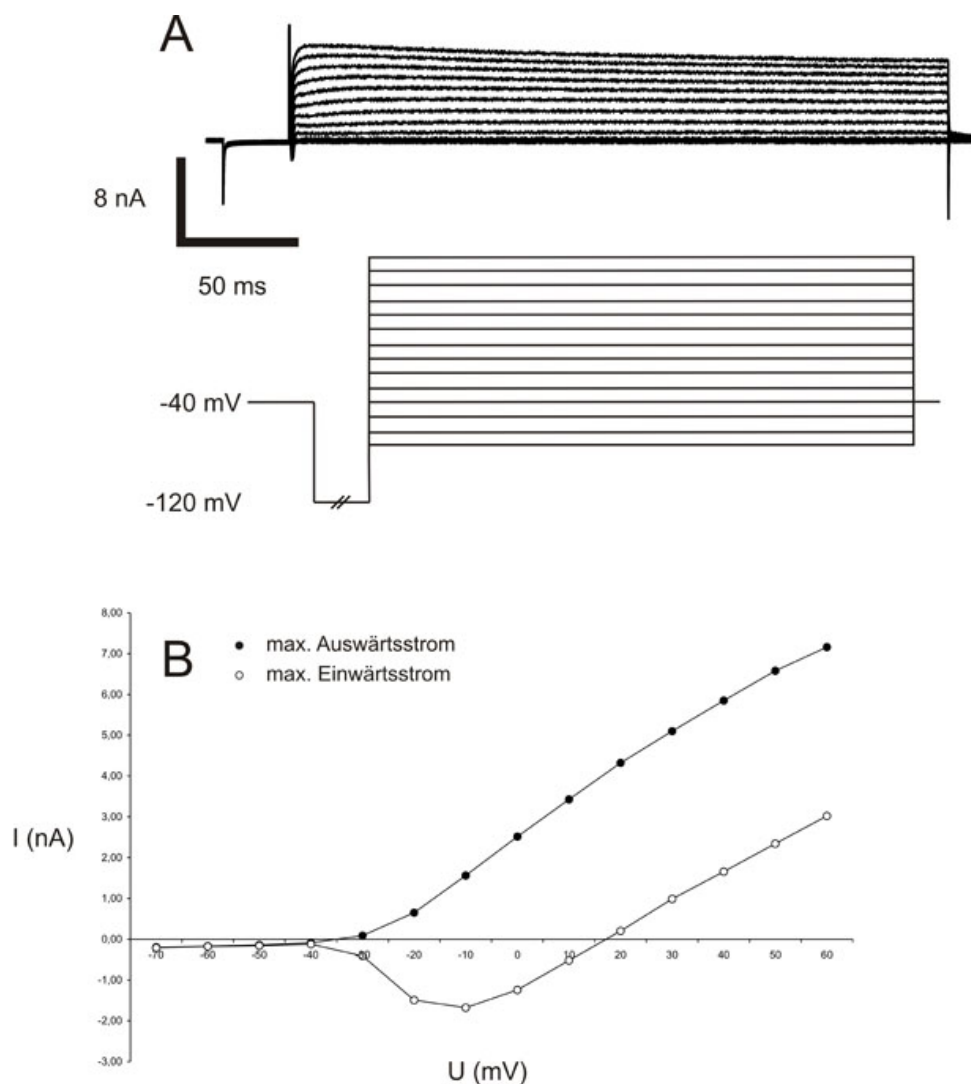 A
8 nA
50 ms
-40 mV
-120 mV
B
max. Auswärtsstrom
max. Einwärtsstrom
8,00
7,00
6,00
5,00
4,00
3,00
2,00
1,00
0,00
-1,00
-2,00
-3,00
I (nA)
-70 -60 -50 -40 -30 -20 -10 0 10 20 30 40 50 60
U (mV)